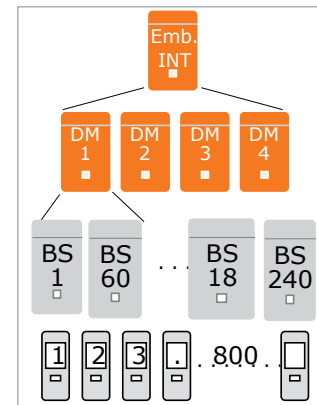 Emb.
INT
DM
1
DM
2
DM
3
DM
4
BS
1
BS
60
. . .
BS
18
BS
240
1
2
3
.
. 800 . .